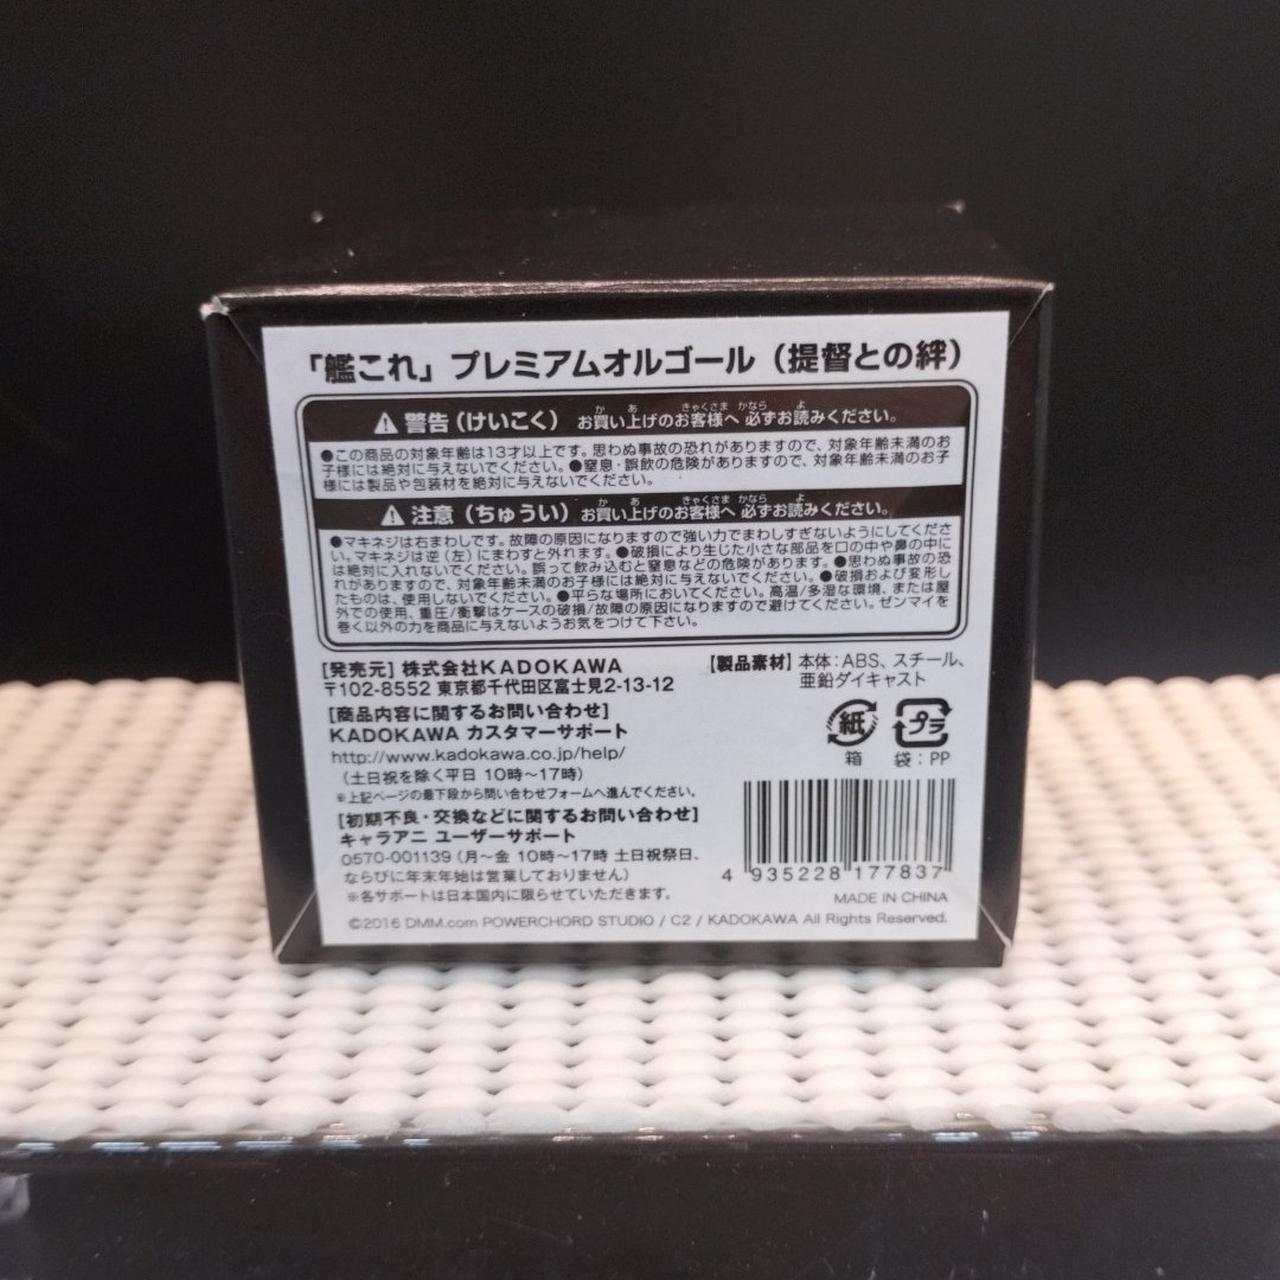 「艦これ」プレミアムオルゴール（提督との絆）
警告（けいこく） お買い上げのお客様へ 必ずお読みください。
か あ きゃくさま かなら よ
●この商品の対象年齢は13才以上です。思わぬ事故の恐れがありますので、対象年齢未満のお
子様には絶対に与えないでください。●窒息・誤飲の危険がありますので、対象年齢未満のお子
様には製品や包装材を絶対に与えないでください。
注意（ちゅうい） お買い上げのお客様へ 必ずお読みください。
か あ きゃくさま かなら よ
●マキネジは右まわしです。故障の原因になりますので強い力でまわしすぎないようにしてくださ
い。マキネジは逆（左）にまわすと外れます。●破損により生じた小さな部品を口の中や鼻の中に
は絶対に入れないでください。誤って飲み込むと窒息などの危険があります。●思わぬ事故の恐
れがありますので、対象年齢未満のお子様には絶対に与えないでください。●破損および変形し
たものは、使用しないでください。●平らな場所においてください。高温/多湿な環境、または屋
外での使用、重圧/衝撃はケースの破損/故障の原因になりますので避けてください。ゼンマイを
巻く以外の力を商品に与えないようお気をつけて下さい。
[発売元] 株式会社KADOKAWA
〒102-8552 東京都千代田区富士見2-13-12
[商品内容に関するお問い合わせ]
KADOKAWA カスタマーサポート
http://www.kadokawa.co.jp/help/
（土日祝を除く平日 10時～17時）
※上記ページの最下段から問い合わせフォームへ進んでください。
[初期不良・交換などに関するお問い合わせ]
キャラアニ ユーザーサポート
0570-001139（月～金 10時～17時 土日祝祭日、
ならびに年末年始は営業しておりません）
※各サポートは日本国内に限らせていただきます。
【製品素材】本体：ABS、スチール、
亜鉛ダイキャスト
紙 プラ
箱 袋：PP
4 935228 177837
MADE IN CHINA
©2016 DMM.com POWERCHORD STUDIO / C2 / KADOKAWA All Rights Reserved.